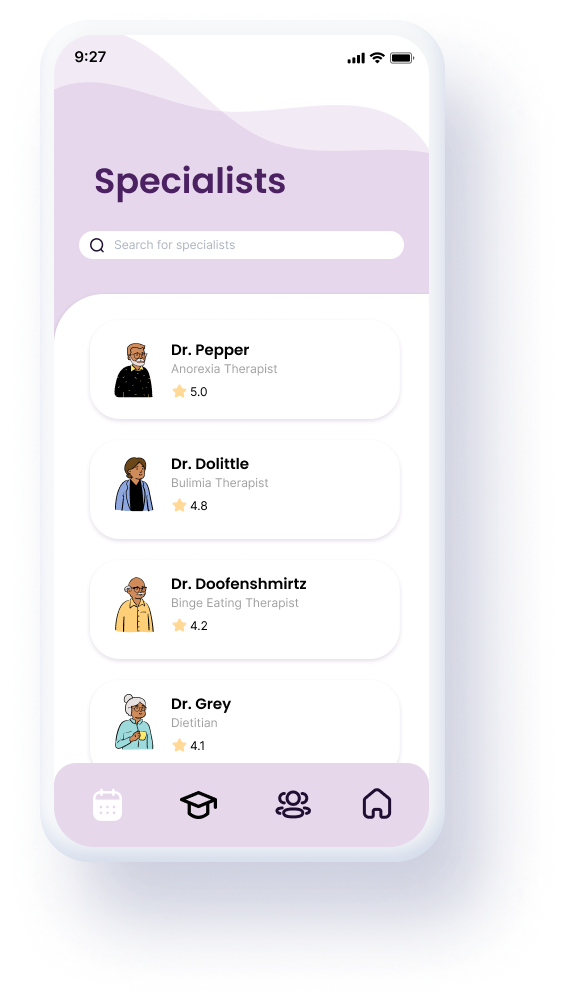 9:27
Specialists
Search for specialists
Dr. Pepper
Anorexia Therapist
5.0
Dr. Dolittle
Bulimia Therapist
4.8
Dr. Doofenshmirtz
Binge Eating Therapist
4.2
Dr. Grey
Dietitian
4.1